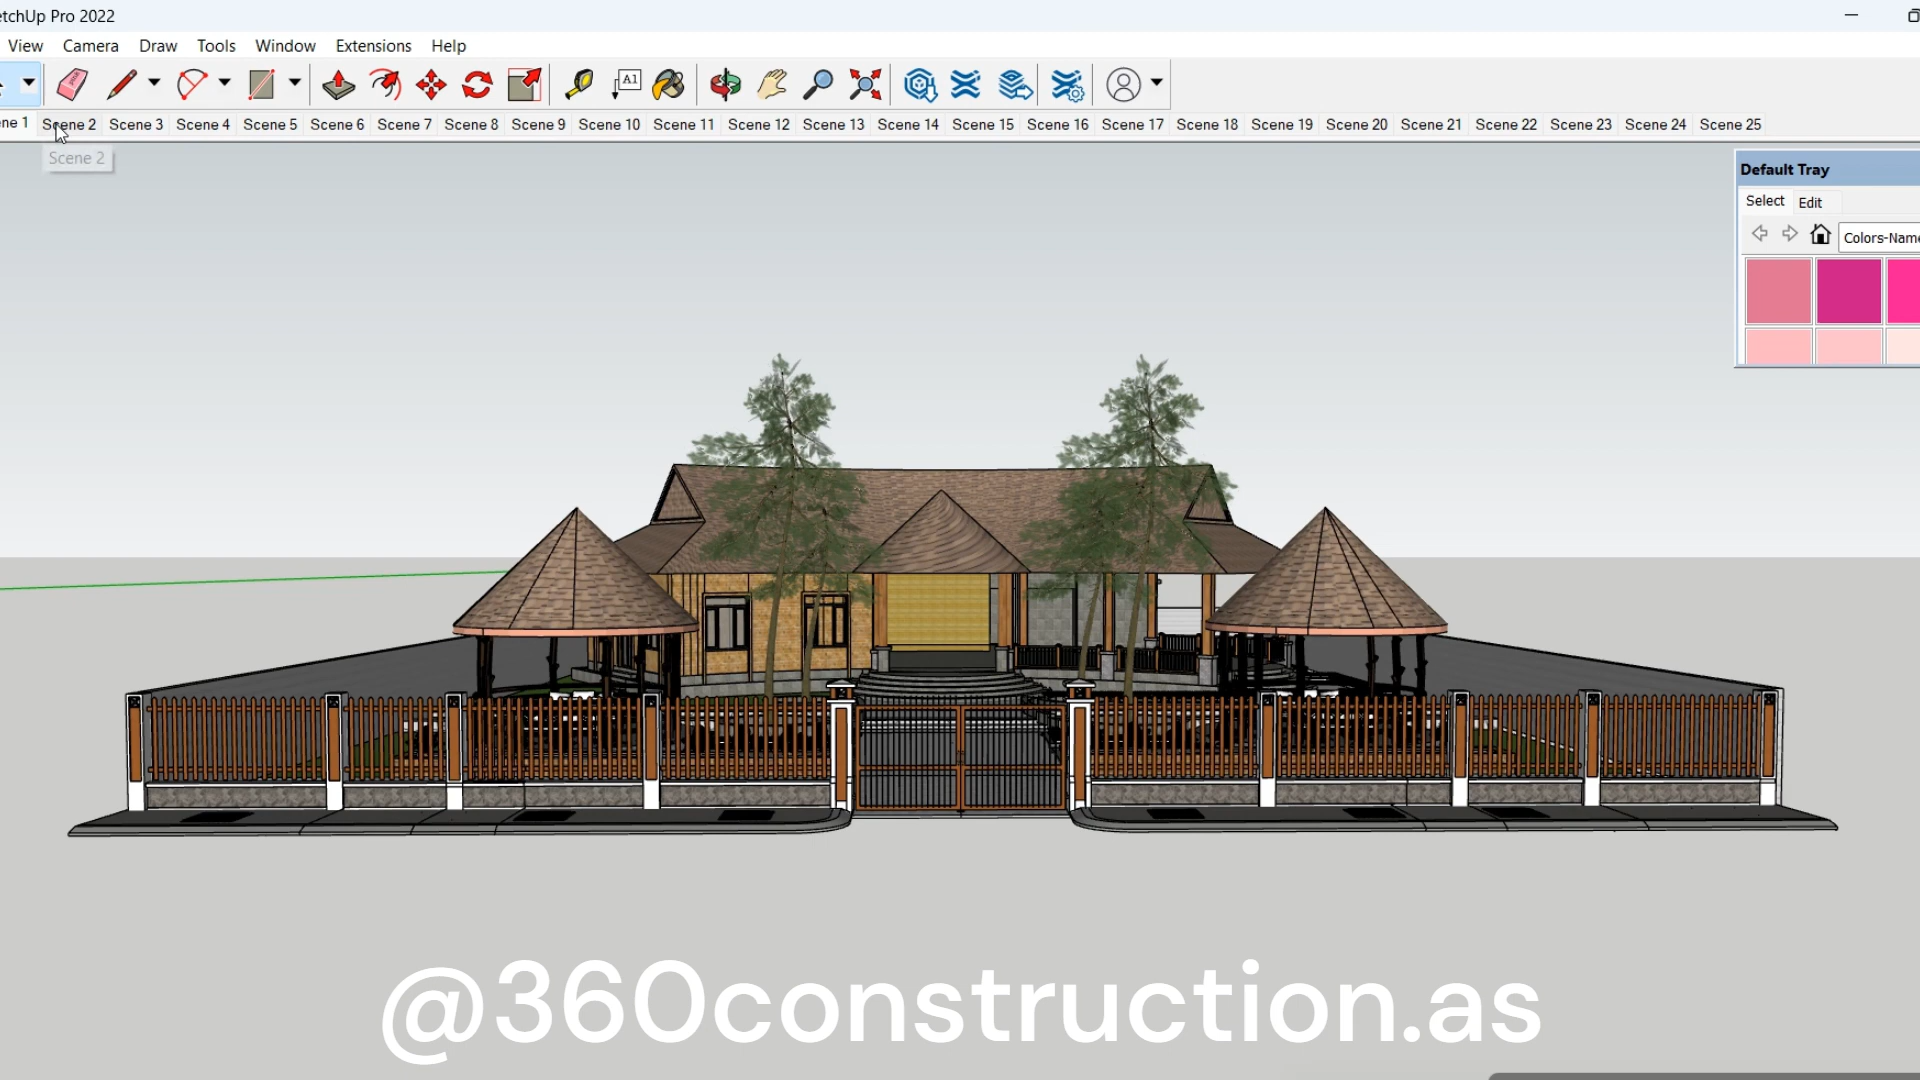 etchUp Pro 2022
View Camera Draw Tools Window Extensions Help
A1
ne 1 Scene 2 Scene 3 Scene 4 Scene 5 Scene 6 Scene 7 Scene 8 Scene 9 Scene 10 Scene 11 Scene 12 Scene 13 Scene 14 Scene 15 Scene 16 Scene 17 Scene 18 Scene 19 Scene 20 Scene 21 Scene 22 Scene 23 Scene 24 Scene 25
Scene 2
Default Tray
Select Edit
Colors-Name
@360construction.as